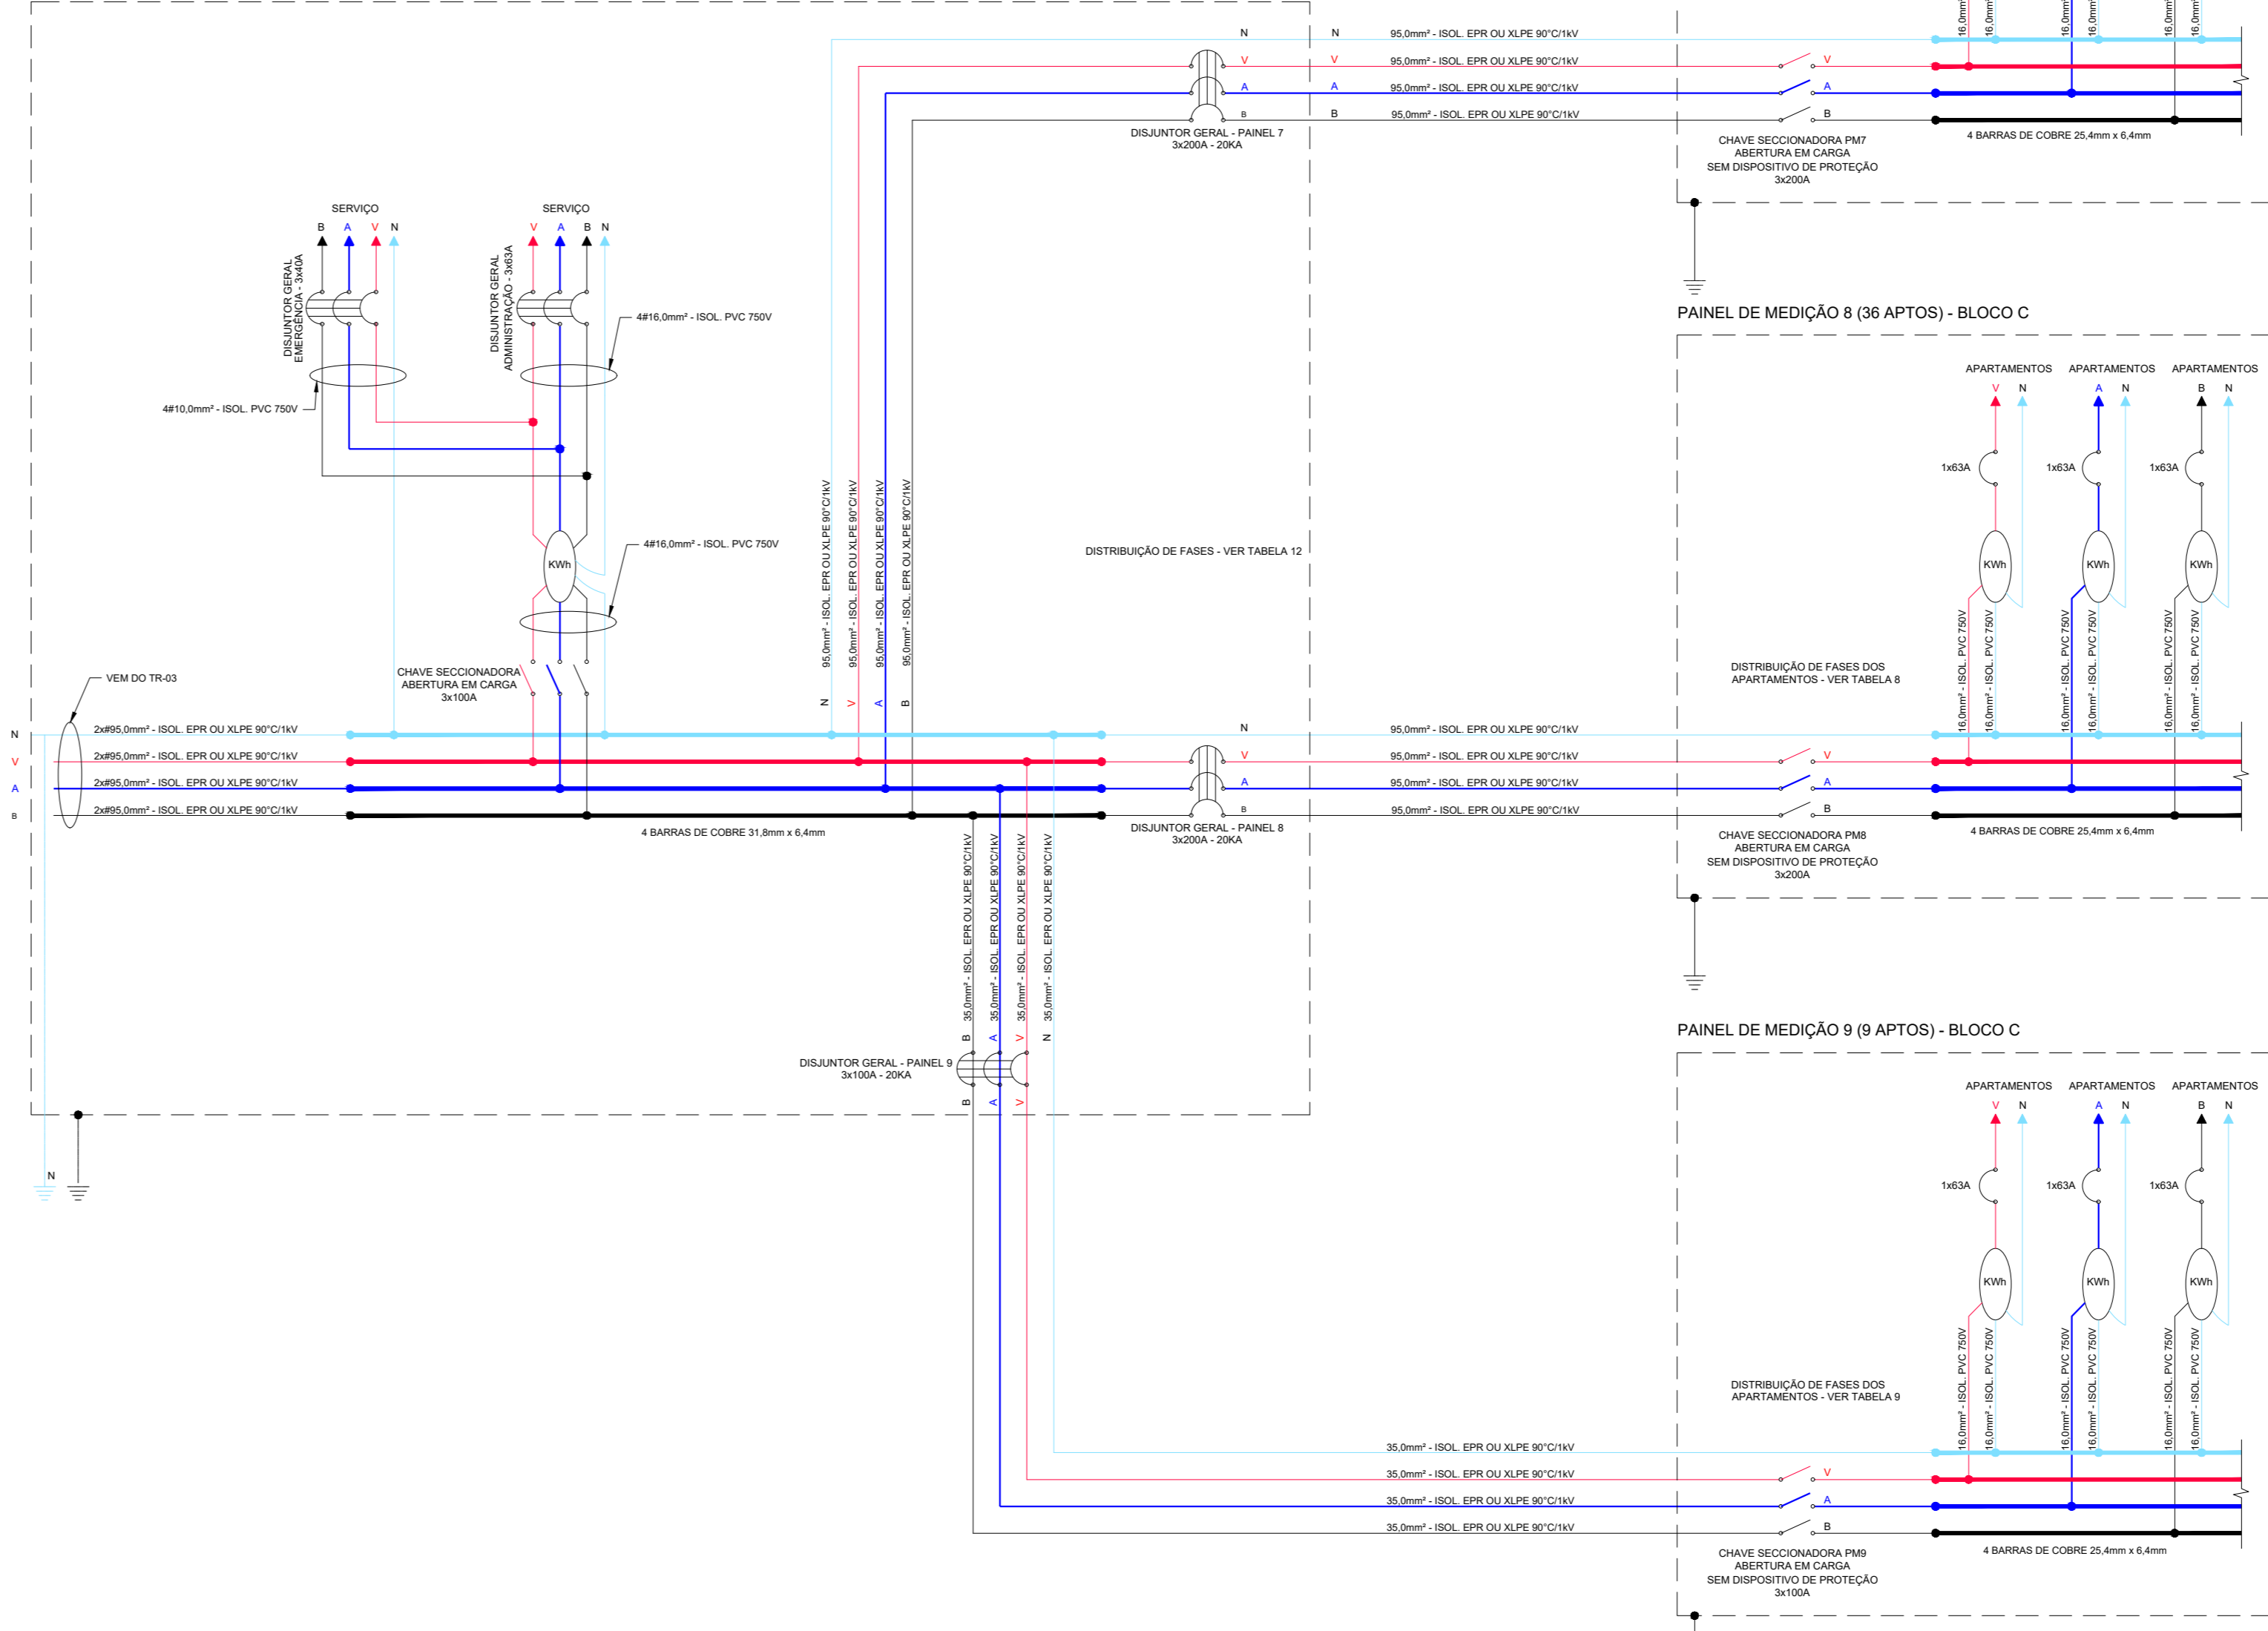 N
N
95,0mm² - ISOL. EPR OU XLPE 90°C/1kV
V
V
95,0mm² - ISOL. EPR OU XLPE 90°C/1kV
V
A
A
95,0mm² - ISOL. EPR OU XLPE 90°C/1kV
A
B
B
95,0mm² - ISOL. EPR OU XLPE 90°C/1kV
B
DISJUNTOR GERAL - PAINEL 7
3x200A - 20KA
CHAVE SECCIONADORA PM7
ABERTURA EM CARGA
SEM DISPOSITIVO DE PROTEÇÃO
3x200A
4 BARRAS DE COBRE 25,4mm x 6,4mm
16,0mm²
16,0mm²
16,0mm²
16,0mm²
16,0mm²
16,0mm²
SERVIÇO
B A V N
DISJUNTOR GERAL
EMERGÊNCIA - 3x40A
4#10,0mm² - ISOL. PVC 750V
SERVIÇO
V A B N
DISJUNTOR GERAL
ADMINISTRAÇÃO - 3x63A
4#16,0mm² - ISOL. PVC 750V
KWh
4#16,0mm² - ISOL. PVC 750V
CHAVE SECCIONADORA
ABERTURA EM CARGA
3x100A
95,0mm² - ISOL. EPR OU XLPE 90°C/1kV
95,0mm² - ISOL. EPR OU XLPE 90°C/1kV
95,0mm² - ISOL. EPR OU XLPE 90°C/1kV
95,0mm² - ISOL. EPR OU XLPE 90°C/1kV
N
V
A
B
DISTRIBUIÇÃO DE FASES - VER TABELA 12
VEM DO TR-03
N
2x#95,0mm² - ISOL. EPR OU XLPE 90°C/1kV
V
2x#95,0mm² - ISOL. EPR OU XLPE 90°C/1kV
A
2x#95,0mm² - ISOL. EPR OU XLPE 90°C/1kV
B
2x#95,0mm² - ISOL. EPR OU XLPE 90°C/1kV
4 BARRAS DE COBRE 31,8mm x 6,4mm
N
95,0mm² - ISOL. EPR OU XLPE 90°C/1kV
V
95,0mm² - ISOL. EPR OU XLPE 90°C/1kV
V
A
95,0mm² - ISOL. EPR OU XLPE 90°C/1kV
A
B
95,0mm² - ISOL. EPR OU XLPE 90°C/1kV
B
DISJUNTOR GERAL - PAINEL 8
3x200A - 20KA
PAINEL DE MEDIÇÃO 8 (36 APTOS) - BLOCO C
APARTAMENTOS
APARTAMENTOS
APARTAMENTOS
V N
A N
B N
1x63A
1x63A
1x63A
KWh
KWh
KWh
16,0mm² - ISOL. PVC 750V
16,0mm² - ISOL. PVC 750V
16,0mm² - ISOL. PVC 750V
16,0mm² - ISOL. PVC 750V
16,0mm² - ISOL. PVC 750V
16,0mm² - ISOL. PVC 750V
DISTRIBUIÇÃO DE FASES DOS
APARTAMENTOS - VER TABELA 8
CHAVE SECCIONADORA PM8
ABERTURA EM CARGA
SEM DISPOSITIVO DE PROTEÇÃO
3x200A
4 BARRAS DE COBRE 25,4mm x 6,4mm
35,0mm² - ISOL. EPR OU XLPE 90°C/1kV
35,0mm² - ISOL. EPR OU XLPE 90°C/1kV
35,0mm² - ISOL. EPR OU XLPE 90°C/1kV
35,0mm² - ISOL. EPR OU XLPE 90°C/1kV
B
A
V
N
DISJUNTOR GERAL - PAINEL 9
3x100A - 20KA
B
A
V
N
PAINEL DE MEDIÇÃO 9 (9 APTOS) - BLOCO C
APARTAMENTOS
APARTAMENTOS
APARTAMENTOS
V N
A N
B N
1x63A
1x63A
1x63A
KWh
KWh
KWh
16,0mm² - ISOL. PVC 750V
16,0mm² - ISOL. PVC 750V
16,0mm² - ISOL. PVC 750V
16,0mm² - ISOL. PVC 750V
16,0mm² - ISOL. PVC 750V
16,0mm² - ISOL. PVC 750V
DISTRIBUIÇÃO DE FASES DOS
APARTAMENTOS - VER TABELA 9
35,0mm² - ISOL. EPR OU XLPE 90°C/1kV
35,0mm² - ISOL. EPR OU XLPE 90°C/1kV
V
35,0mm² - ISOL. EPR OU XLPE 90°C/1kV
A
35,0mm² - ISOL. EPR OU XLPE 90°C/1kV
B
CHAVE SECCIONADORA PM9
ABERTURA EM CARGA
SEM DISPOSITIVO DE PROTEÇÃO
3x100A
4 BARRAS DE COBRE 25,4mm x 6,4mm